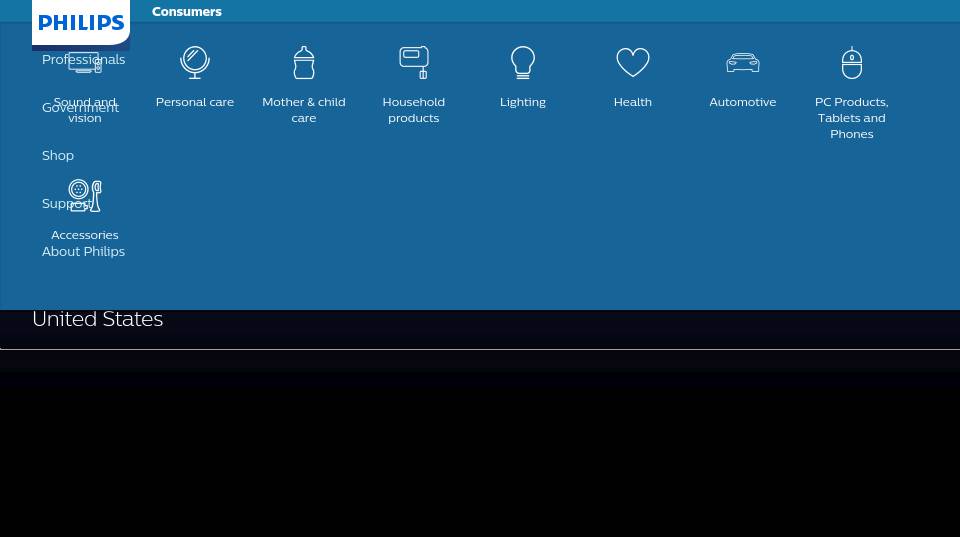 PHILIPS
Consumers
Professionals
Government
Shop
Support
About Philips
Sound and
vision
Personal care
Mother & child
care
Household
products
Lighting
Health
Automotive
PC Products,
Tablets and
Phones
Accessories
United States